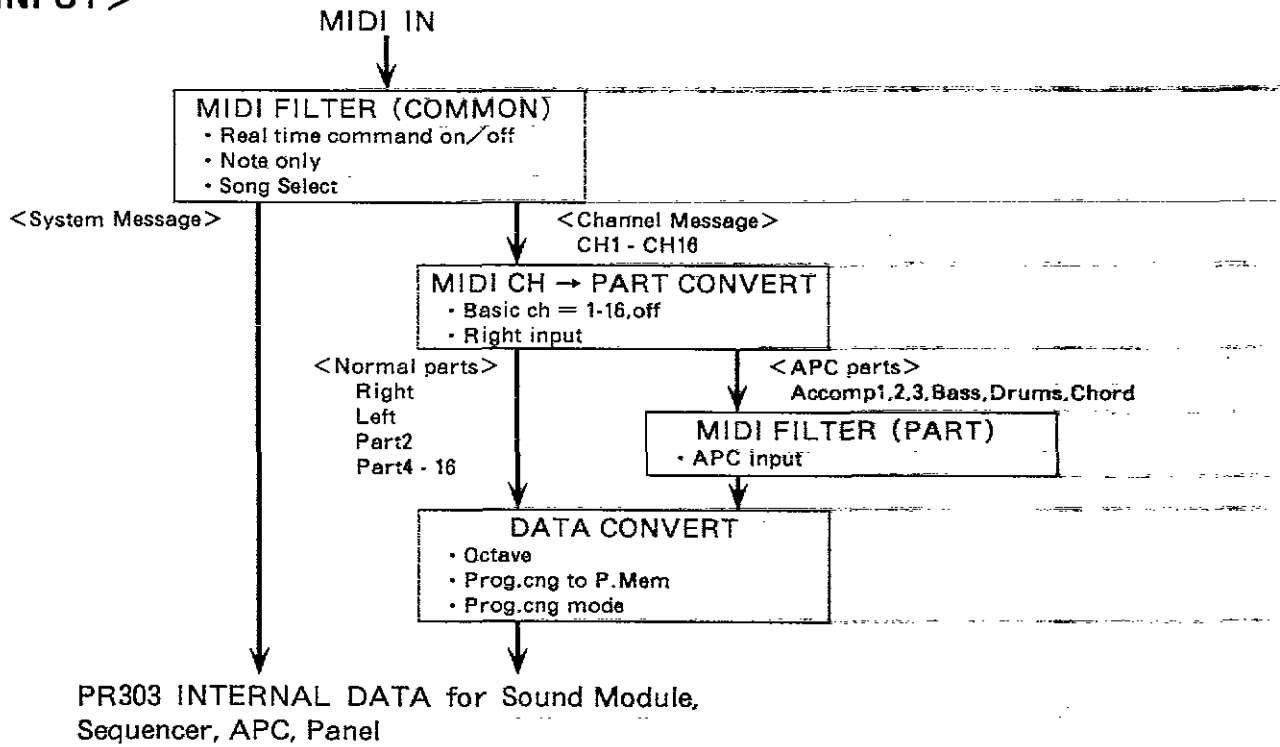 INPUT>
MIDI IN
MIDI FILTER (COMMON)
· Real time command on/off
· Note only
· Song Select
<System Message>
<Channel Message>
CH1 - CH16
MIDI CH → PART CONVERT
· Basic ch = 1-16,off
· Right input
<Normal parts>
Right
Left
Part2
Part4 - 16
<APC parts>
Accomp1,2,3,Bass,Drums,Chord
MIDI FILTER (PART)
· APC input
DATA CONVERT
· Octave
· Prog.cng to P.Mem
· Prog.cng mode
PR303 INTERNAL DATA for Sound Module,
Sequencer, APC, Panel